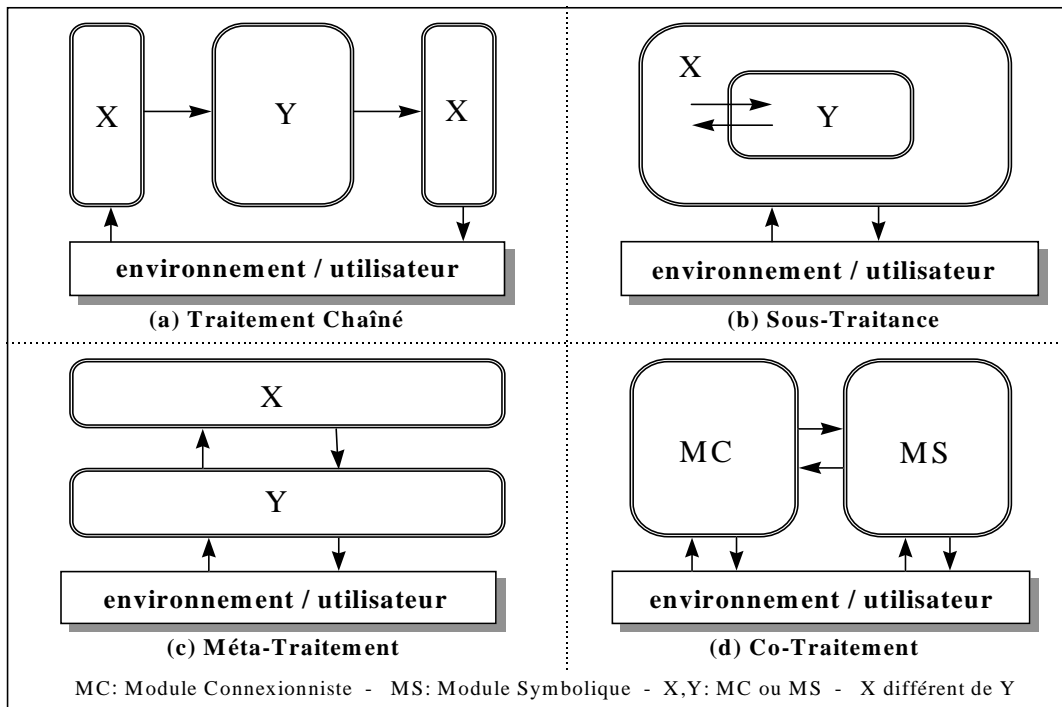 X
Y
X
environnement / utilisateur
(a) Traitement Chaîné
X
Y
environnement / utilisateur
(b) Sous-Traitance
X
Y
environnement / utilisateur
(c) Méta-Traitement
MC
MS
environnement / utilisateur
(d) Co-Traitement
MC: Module Connexionniste - MS: Module Symbolique - X,Y: MC ou MS - X différent de Y